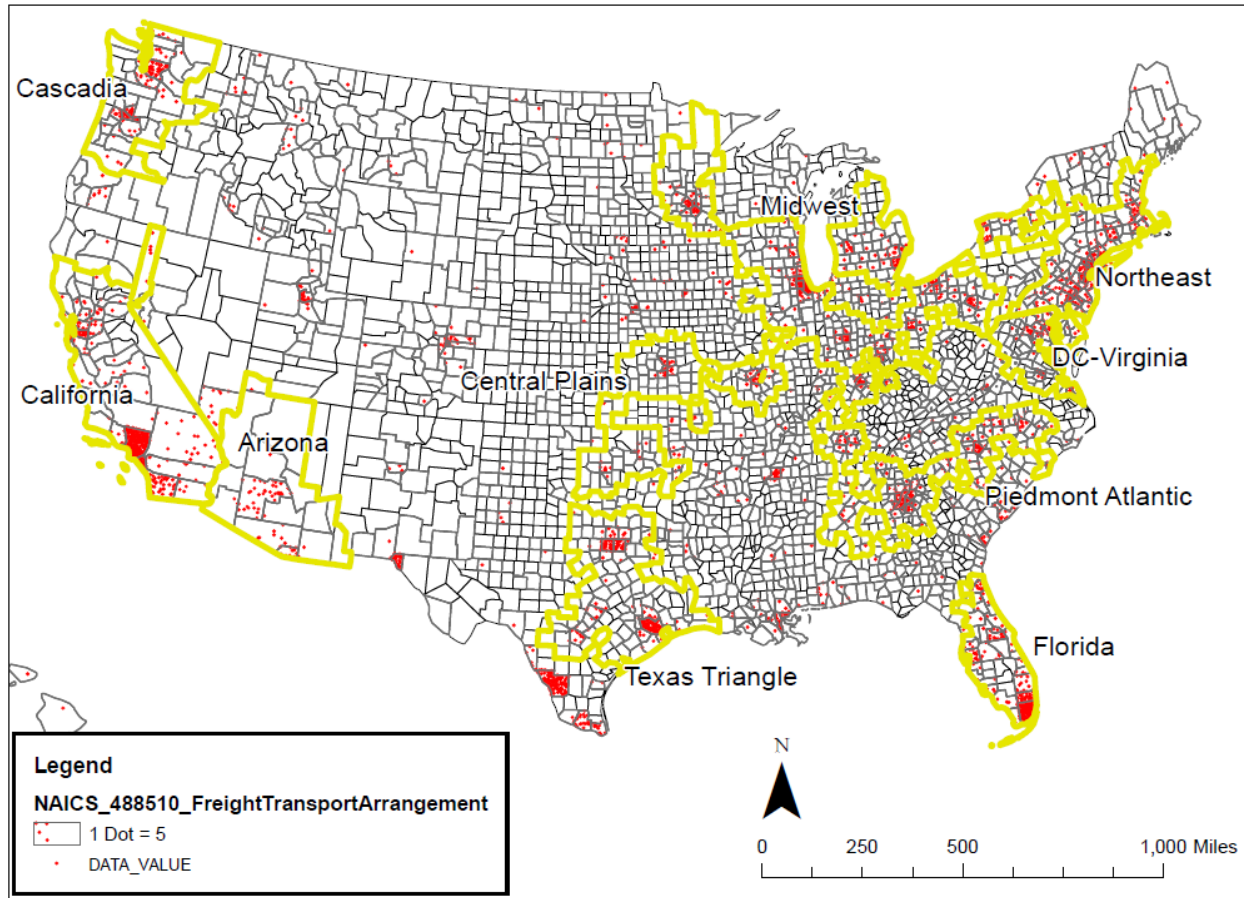 Cascadia
Midwest
Northeast
DC-Virginia
Central Plains
California
Arizona
Piedmont Atlantic
Florida
Texas Triangle
N
Legend
NAICS_488510_FreightTransportArrangement
1 Dot = 5
DATA_VALUE
0 250 500 1,000 Miles